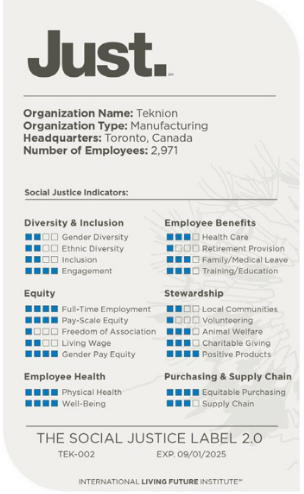 Just.
Organization Name: Teknion
Organization Type: Manufacturing
Headquarters: Toronto, Canada
Number of Employees: 2,971
Social Justice Indicators:
Diversity & Inclusion
Gender Diversity
Ethnic Diversity
Inclusion
Engagement
Equity
Full-Time Employment
Pay-Scale Equity
Freedom of Association
Living Wage
Gender Pay Equity
Employee Health
Physical Health
Well-Being
Employee Benefits
Health Care
Retirement Provision
Family/Medical Leave
Training/Education
Stewardship
Local Communities
Volunteering
Animal Welfare
Charitable Giving
Positive Products
Purchasing & Supply Chain
Equitable Purchasing
Supply Chain
THE SOCIAL JUSTICE LABEL 2.0
TEK-002 EXP. 09/01/2025
INTERNATIONAL LIVING FUTURE INSTITUTE℠